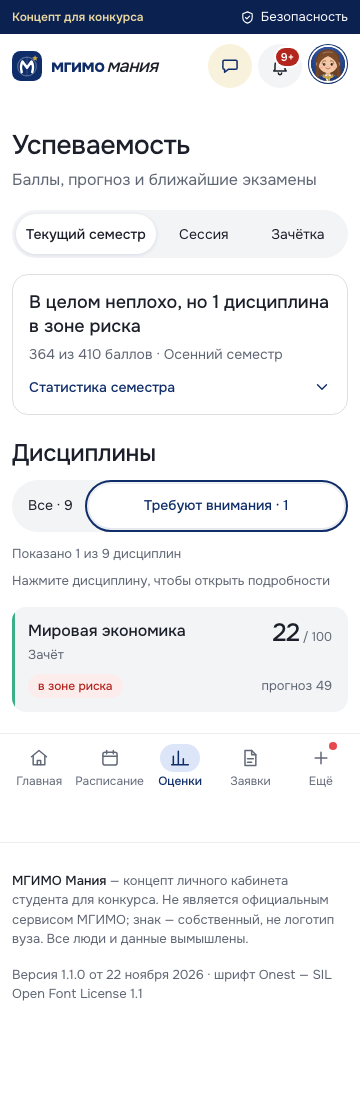 Концепт для конкурса
Безопасность
МГИМО МАНИЯ
9+
Успеваемость
Баллы, прогноз и ближайшие экзамены
Текущий семестр
Сессия
Зачётка
В целом неплохо, но 1 дисциплина
в зоне риска
364 из 410 баллов · Осенний семестр
Статистика семестра
Дисциплины
Все · 9
Требуют внимания · 1
Показано 1 из 9 дисциплин
Нажмите дисциплину, чтобы открыть подробности
Мировая экономика
22 / 100
Зачёт
в зоне риска
прогноз 49
Главная
Расписание
Оценки
Заявки
Ещё
МГИМО Мания — концепт личного кабинета
студента для конкурса. Не является официальным
сервисом МГИМО; знак — собственный, не логотип
вуза. Все люди и данные вымышлены.
Версия 1.1.0 от 22 ноября 2026 · шрифт Onest — SIL
Open Font License 1.1